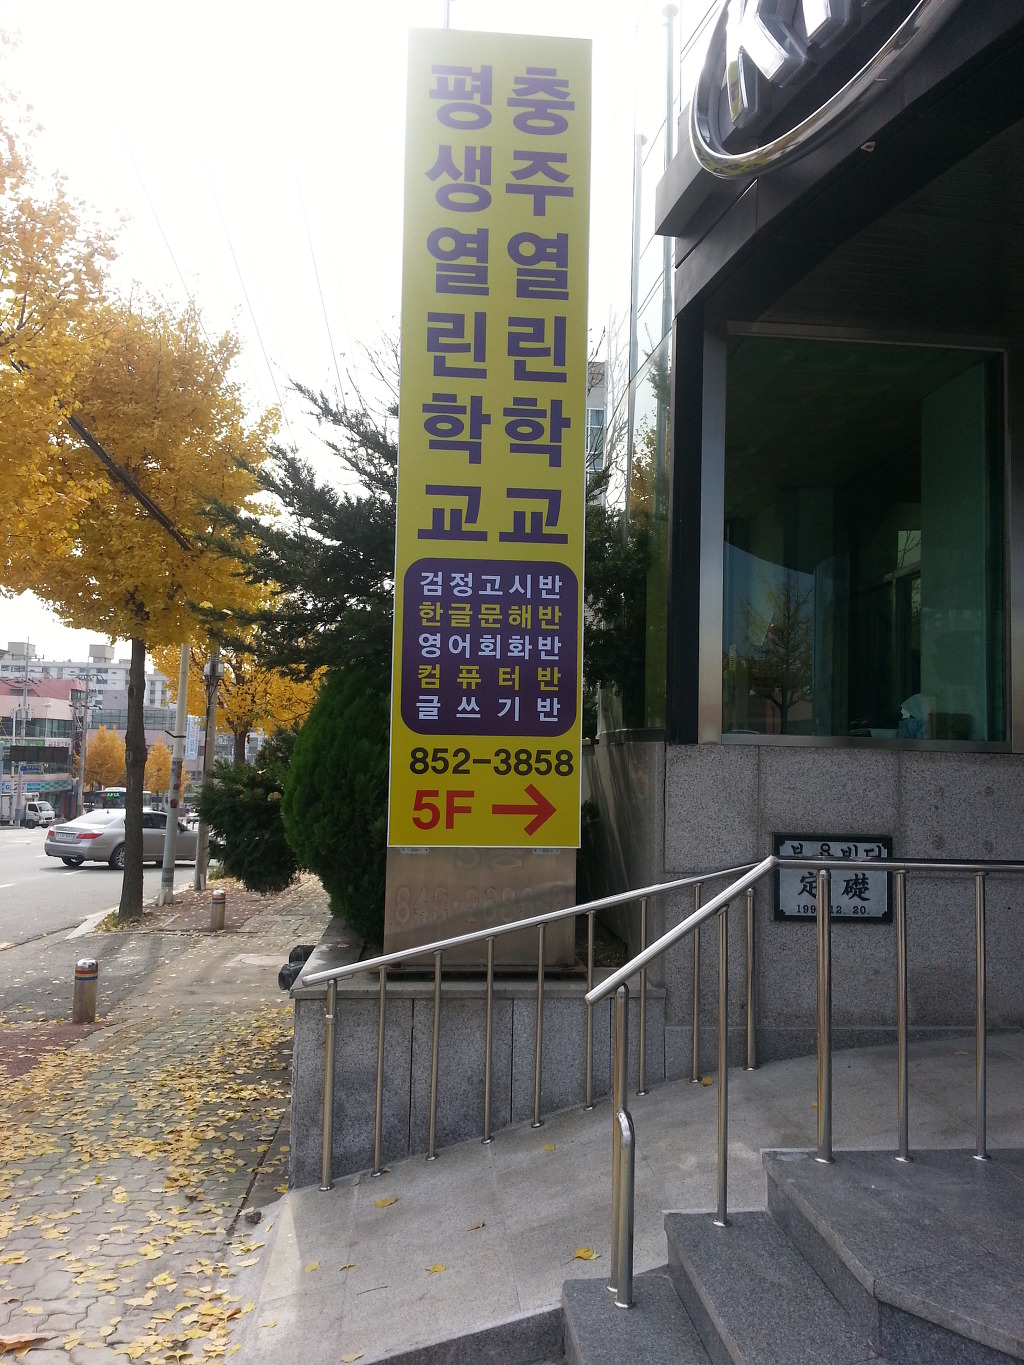 충주열린학교
평생열린학교
검정고시반
한글문해반
영어회화반
컴퓨터반
글쓰기반
852-3858
5F →
定礎
12. 20.